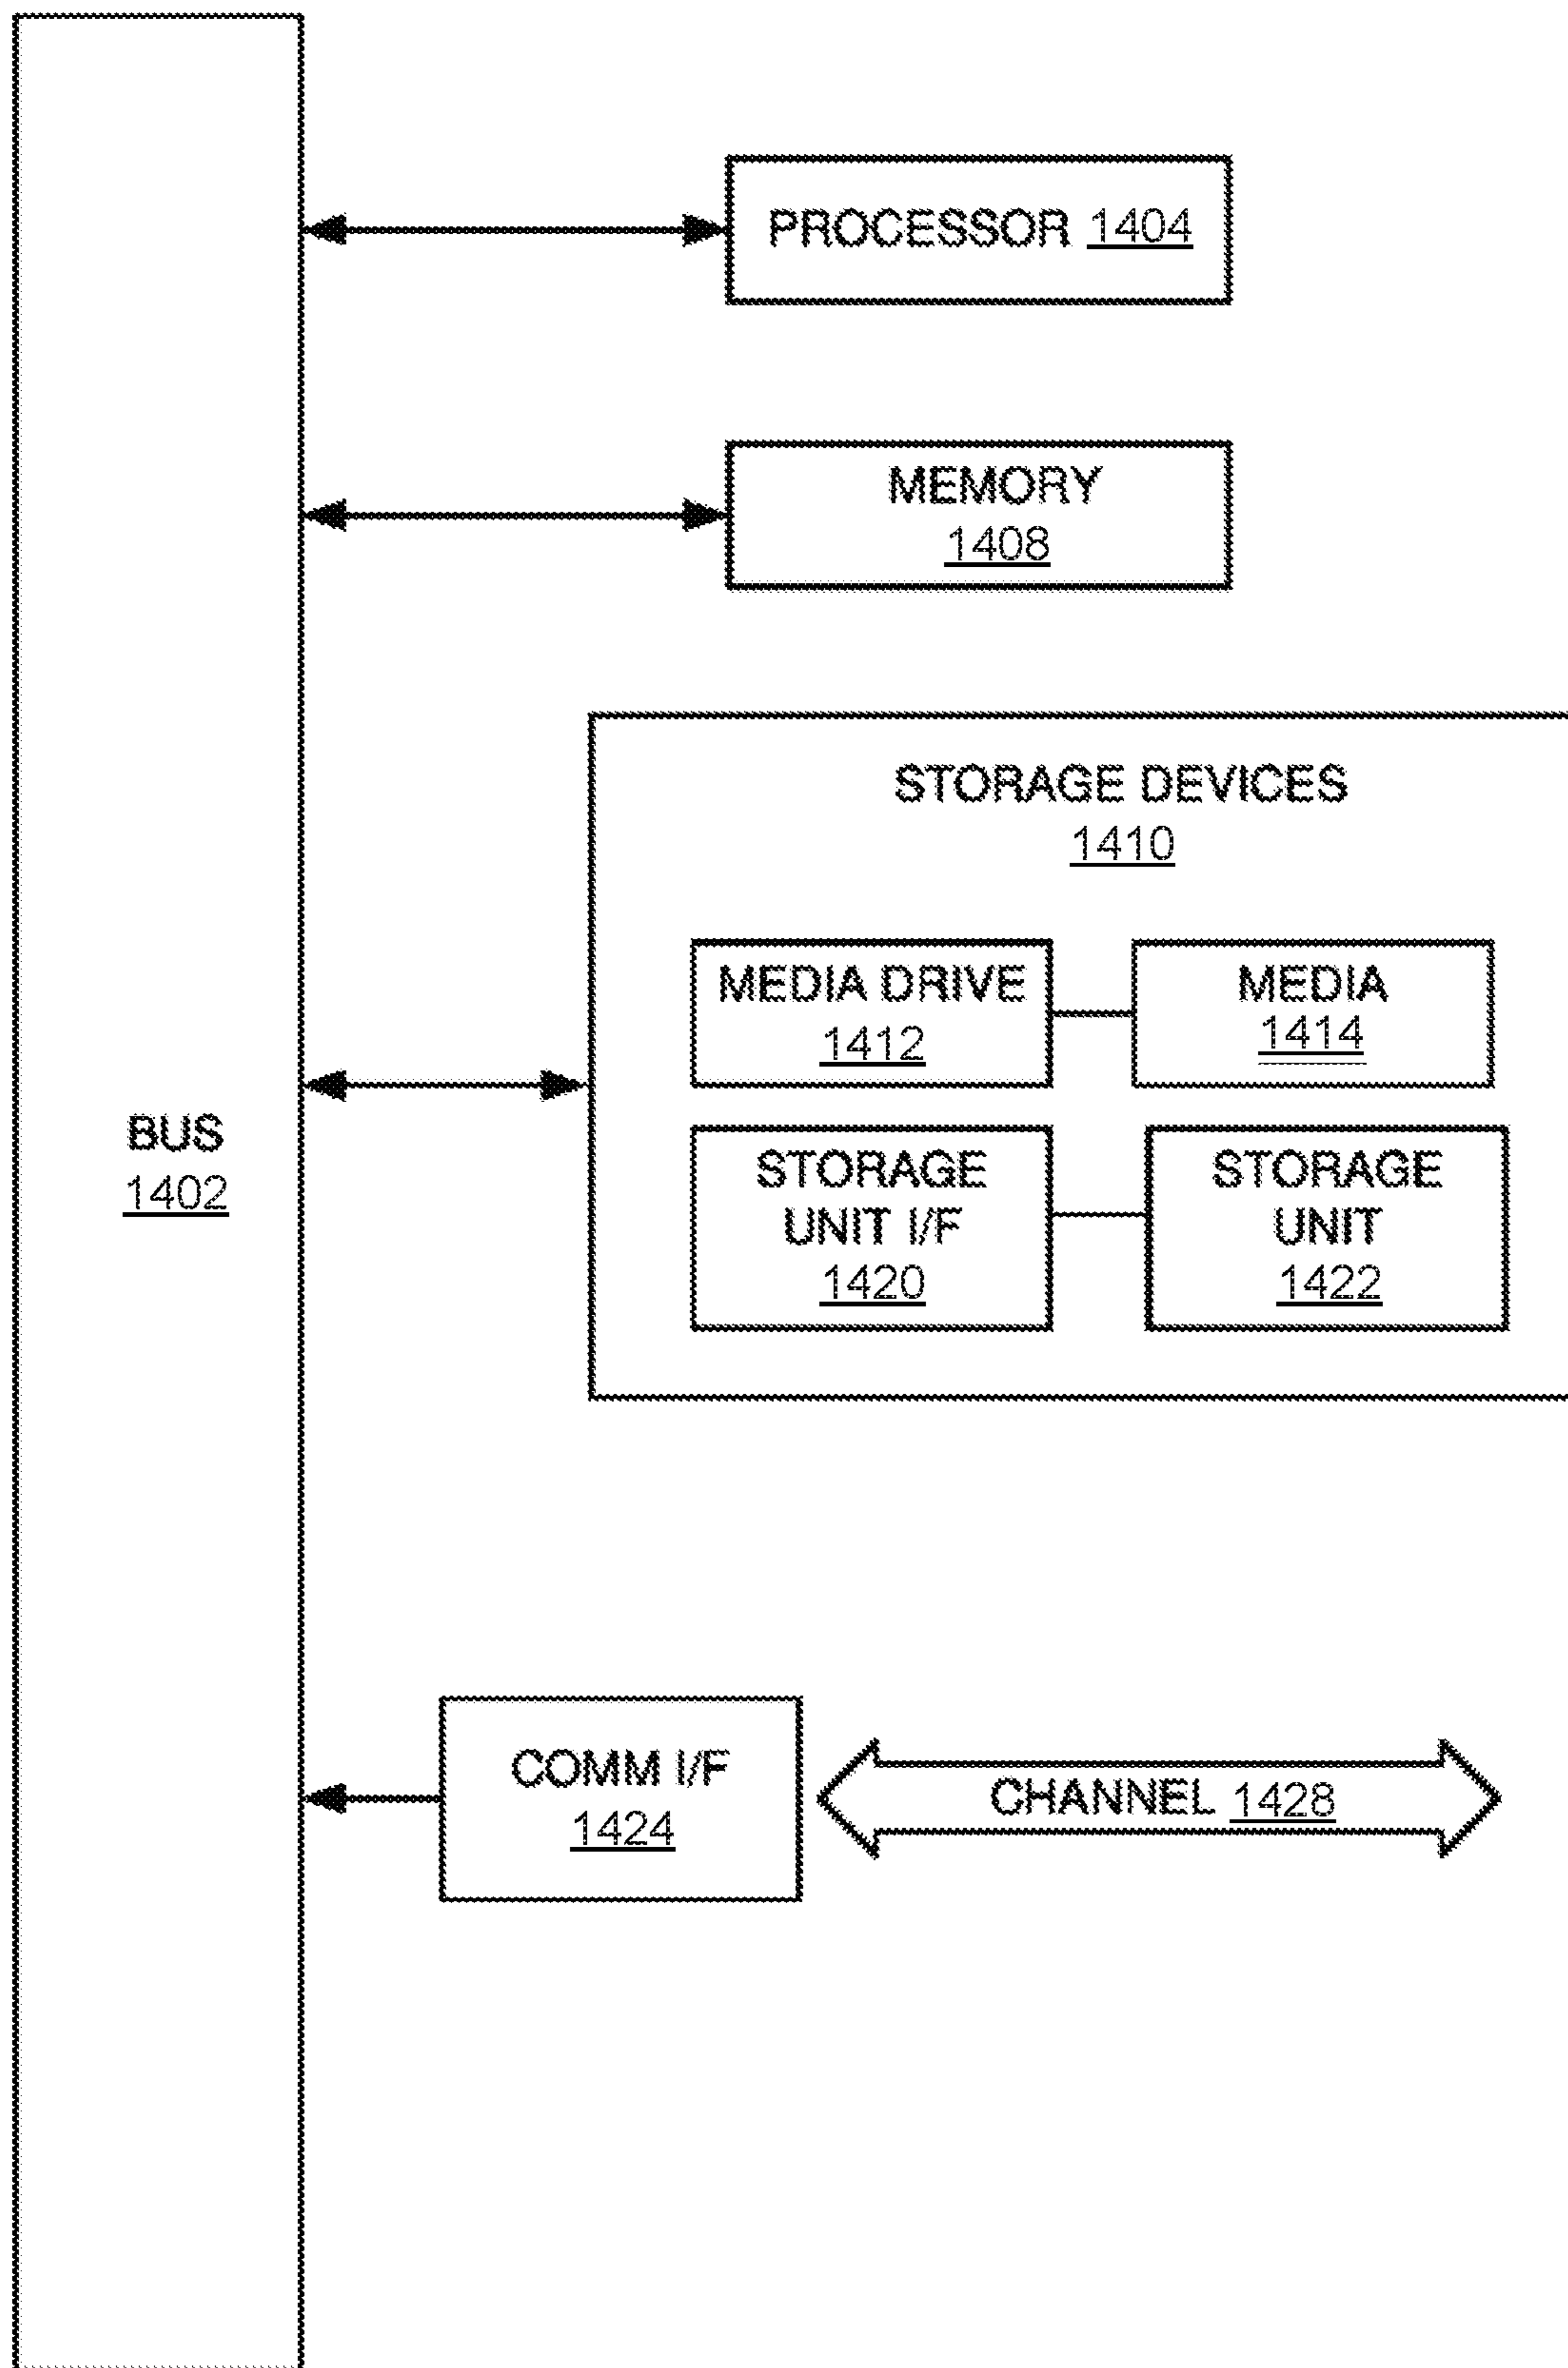 PROCESSOR 1404
MEMORY
1408
STORAGE DEVICES
1410
MEDIA DRIVE
1412
MEDIA
1414
BUS
1402
STORAGE
UNIT I/F
1420
STORAGE
UNIT
1422
COMM I/F
1424
CHANNEL 1428